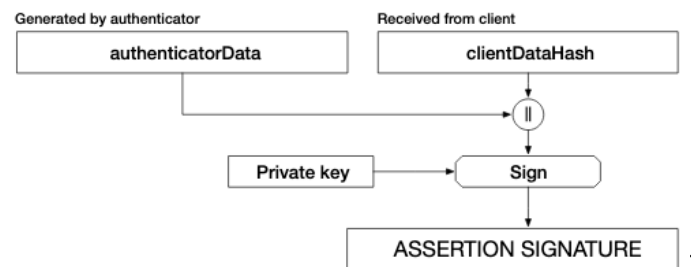 Generated by authenticator
Received from client
authenticatorData
clientDataHash
||
Private key
Sign
ASSERTION SIGNATURE
.